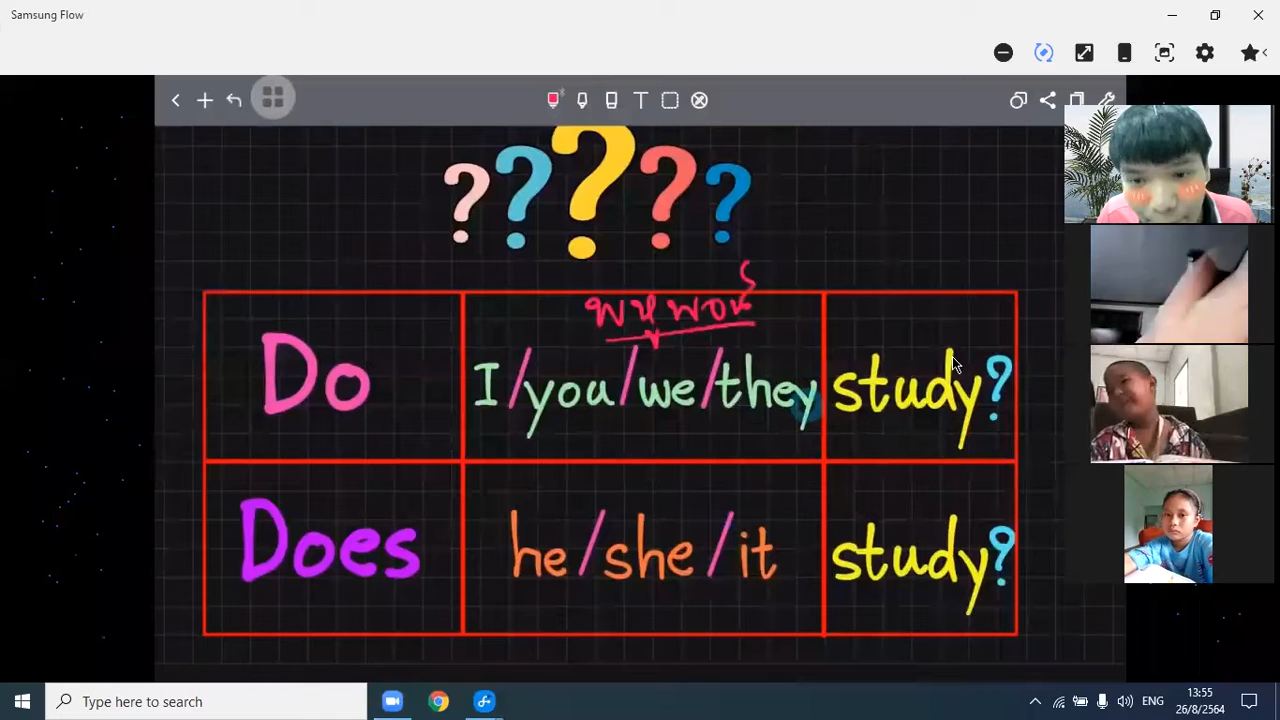 Samsung Flow
? ? ? ? ?
พหูพจน์
Do I/you/we/they study?
Does he/she/it study?
Type here to search
ENG
13:55
26/8/2564